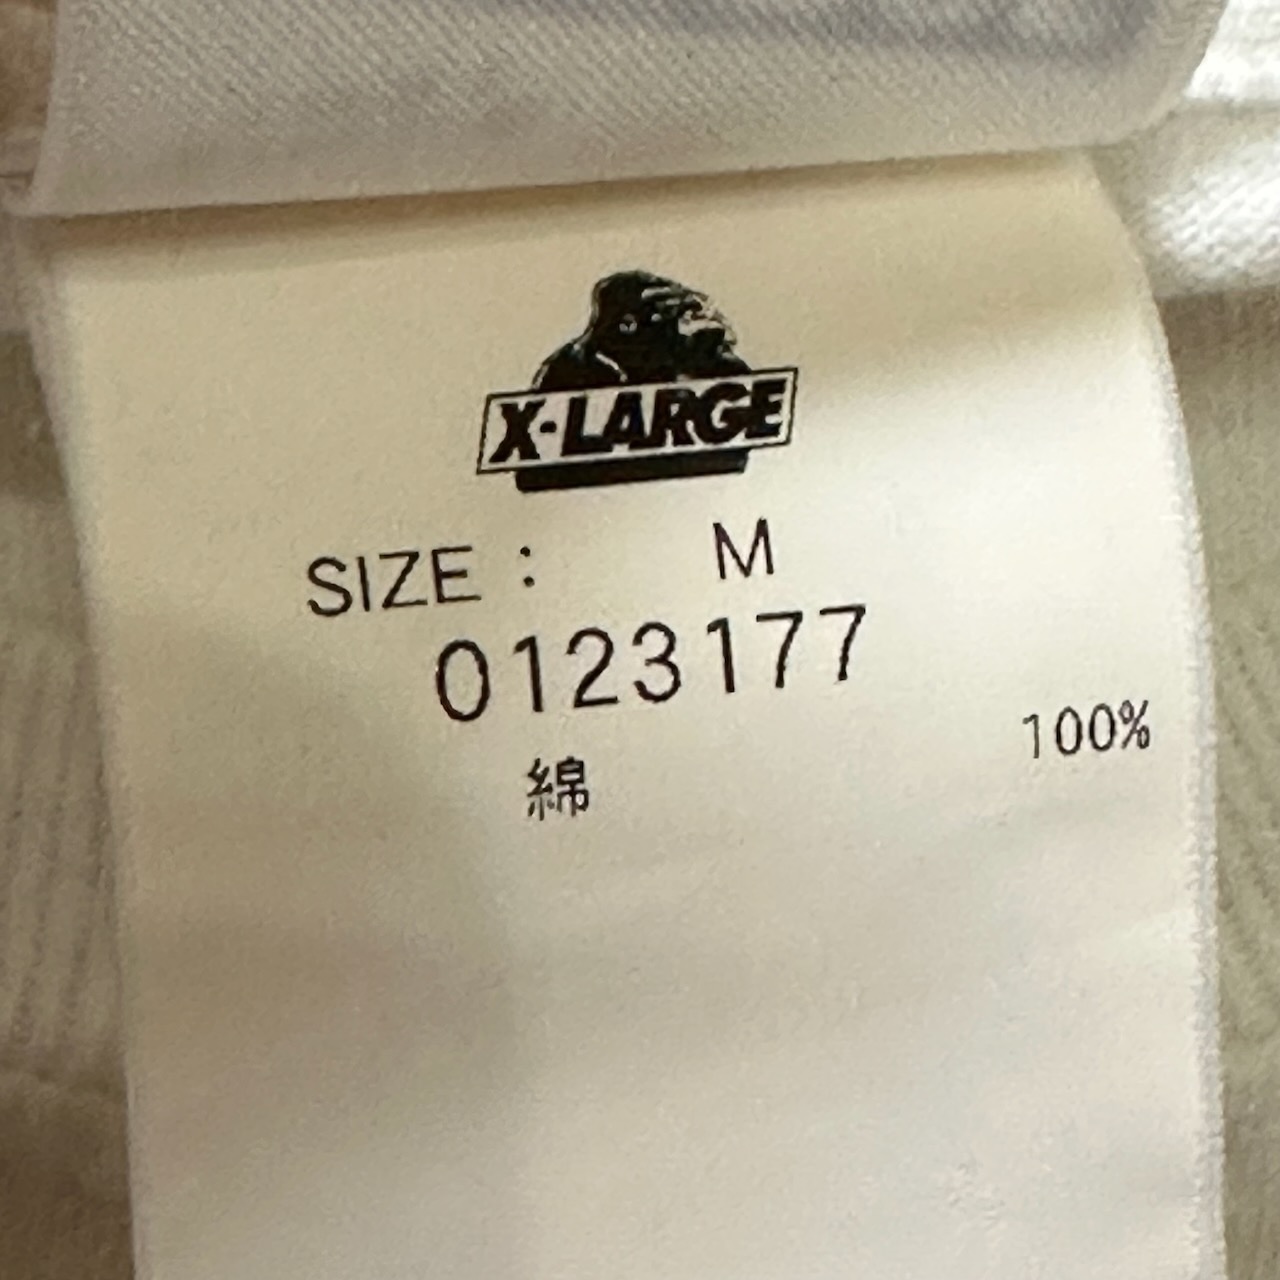 X-LARGE
SIZE : M
0123177
綿 100%